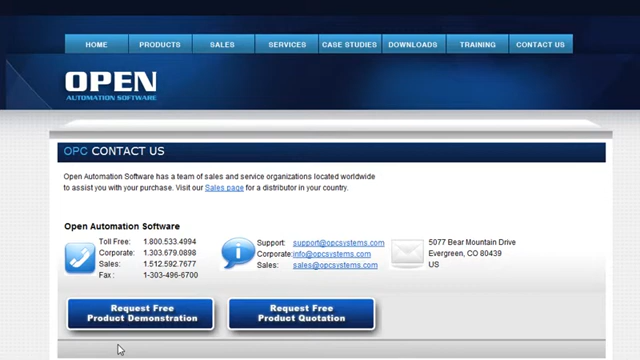 HOME PRODUCTS SALES SERVICES CASE STUDIES DOWNLOADS TRAINING CONTACT US
OPEN
AUTOMATION SOFTWARE
OPC CONTACT US
Open Automation Software has a team of sales and service organizations located worldwide
to assist you with your purchase. Visit our Sales page for a distributor in your country.
Open Automation Software
Toll Free: 1.800.533.4994
Corporate: 1.303.679.0898
Sales: 1.512.592.7677
Fax : 1-303-496-6700
Support: support@opcsystems.com
Corporate: info@opcsystems.com
Sales: sales@opcsystems.com
5077 Bear Mountain Drive
Evergreen, CO 80439
US
Request Free
Product Demonstration
Request Free
Product Quotation